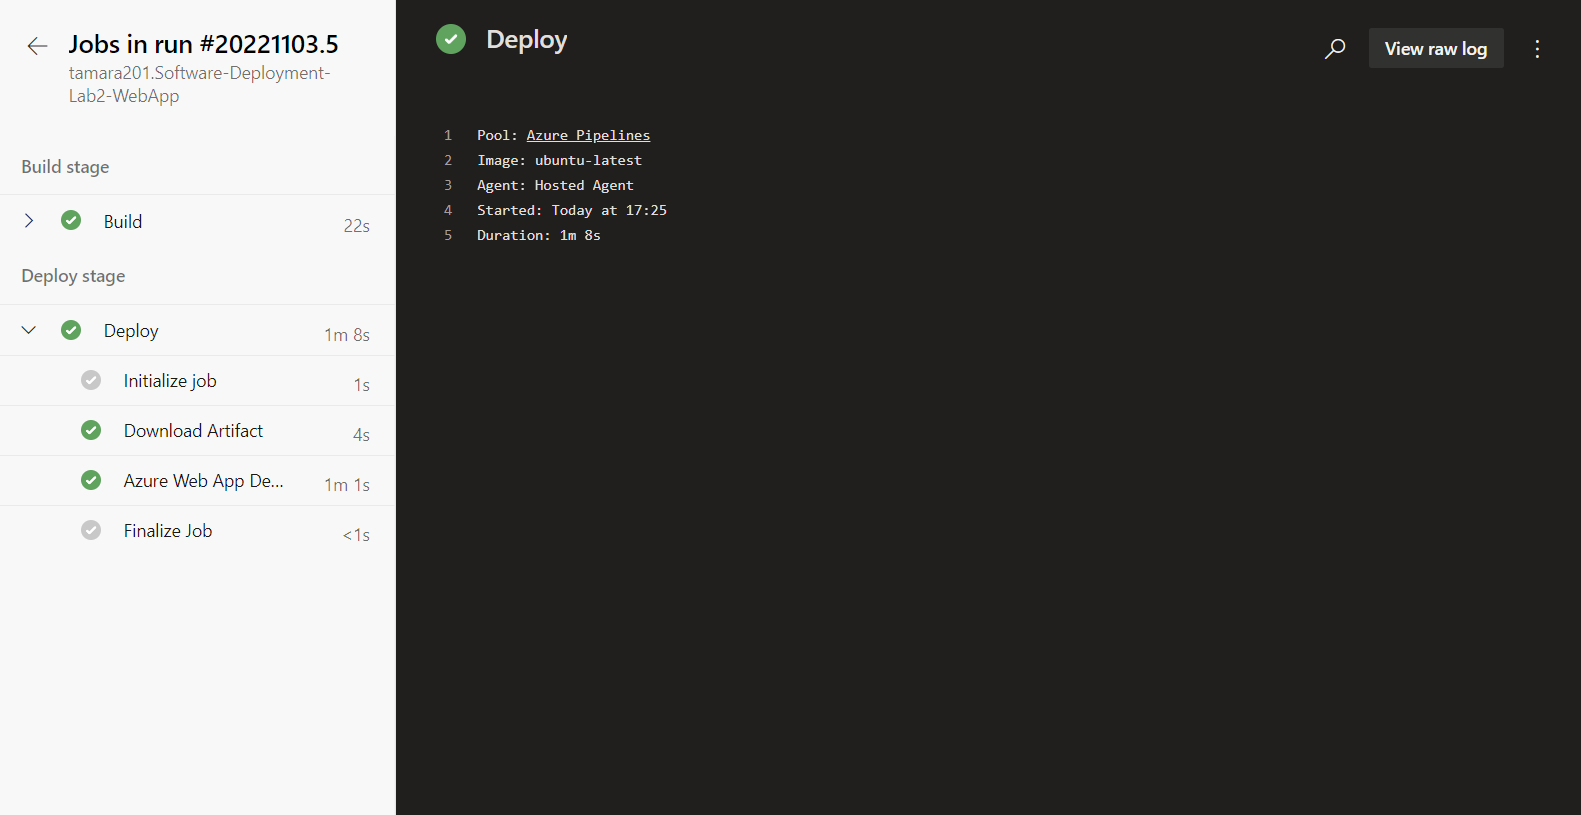 Jobs in run #20221103.5
tamara201.Software-Deployment-
Lab2-WebApp
Build stage
Build 22s
Deploy stage
Deploy 1m 8s
Initialize job 1s
Download Artifact 4s
Azure Web App De... 1m 1s
Finalize Job <1s
Deploy
View raw log
1 Pool: Azure Pipelines
2 Image: ubuntu-latest
3 Agent: Hosted Agent
4 Started: Today at 17:25
5 Duration: 1m 8s